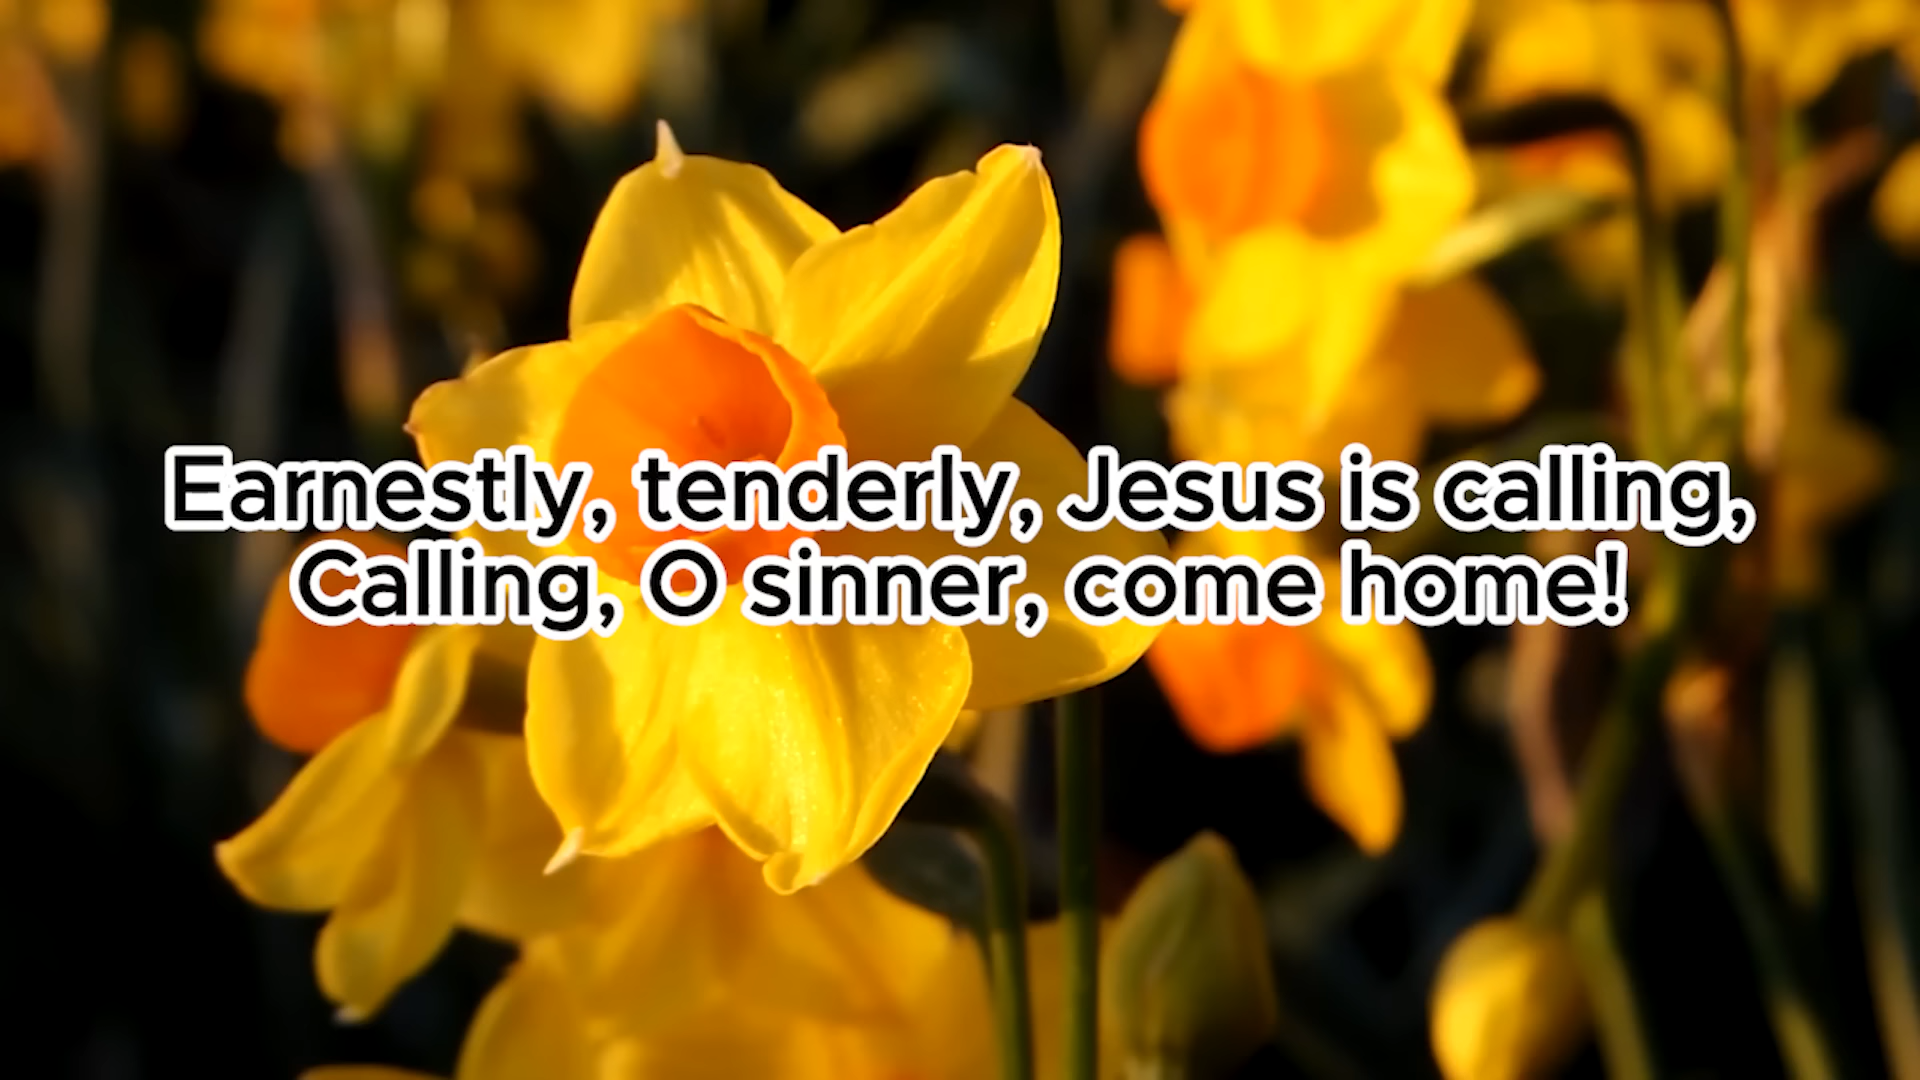 Earnestly, tenderly, Jesus is calling,
Calling, O sinner, come home!